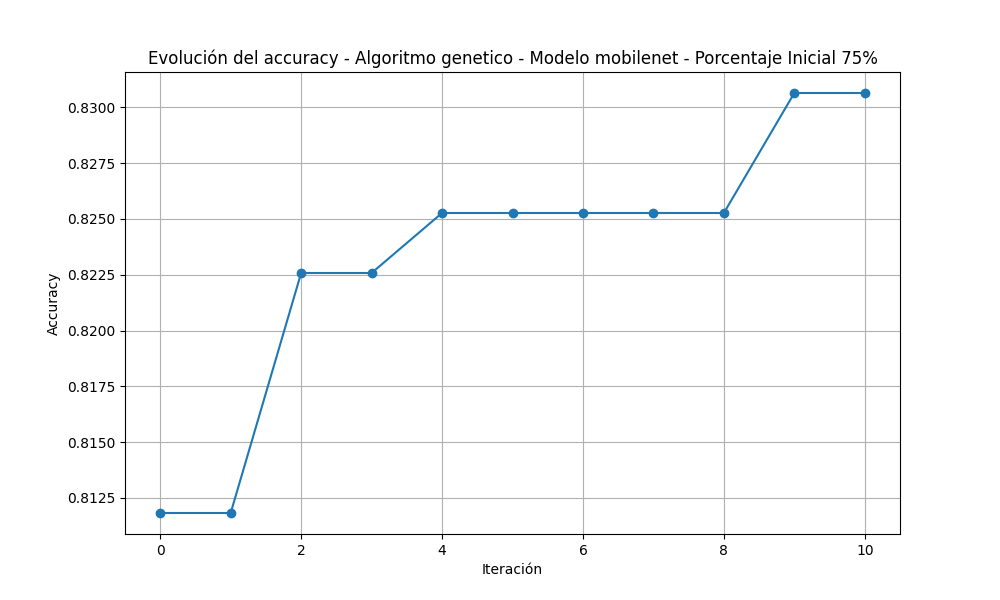 Evolución del accuracy - Algoritmo genetico - Modelo mobilenet - Porcentaje Inicial 75%
0.8300
0.8275
0.8250
0.8225
0.8200
0.8175
0.8150
0.8125
Accuracy
0 2 4 6 8 10
Iteración